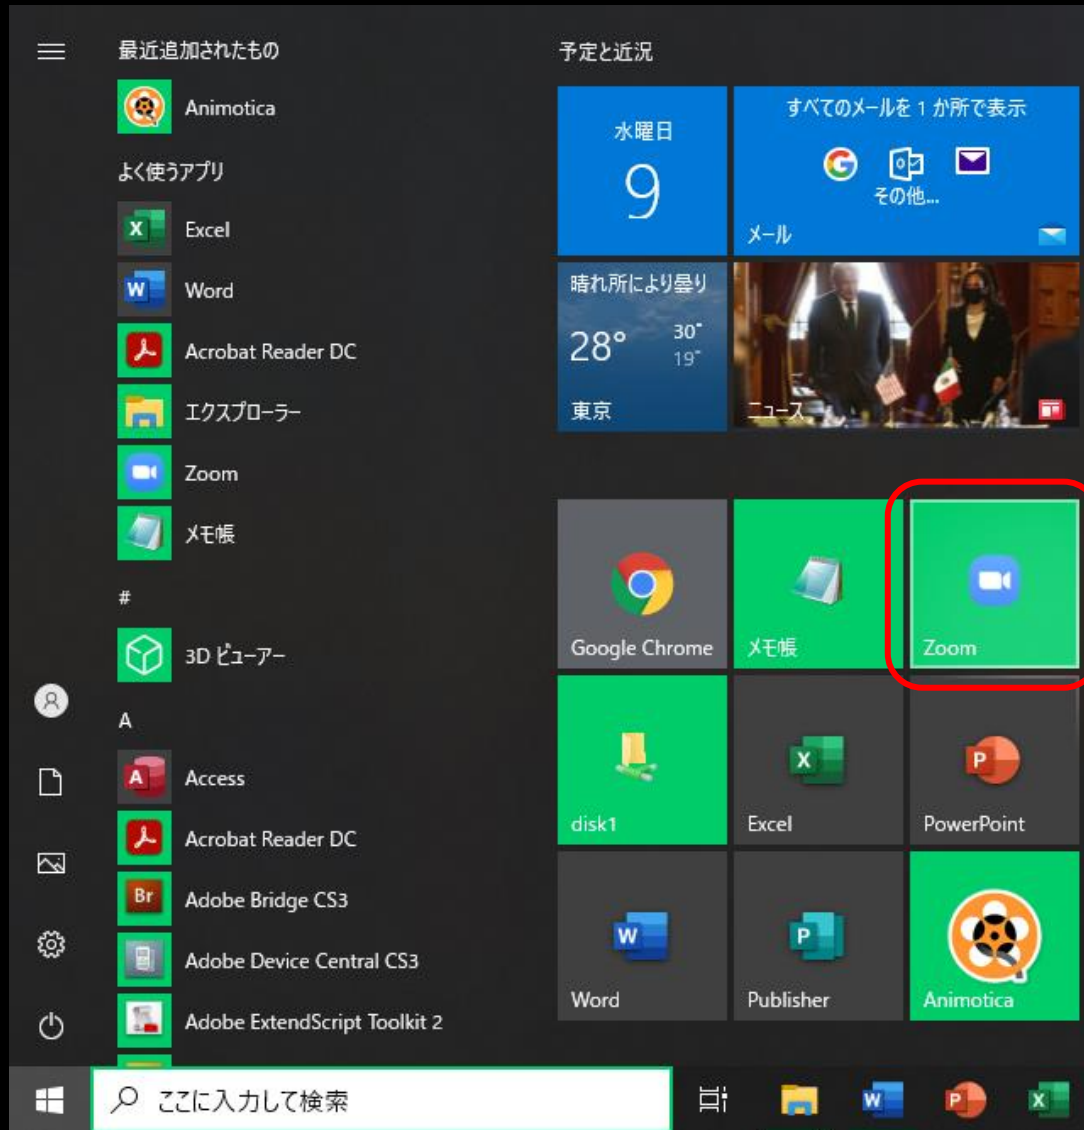 最近追加されたもの
Animotica
よく使うアプリ
Excel
Word
Acrobat Reader DC
エクスプローラー
Zoom
メモ帳
#
3D ビューアー
A
Access
Acrobat Reader DC
Adobe Bridge CS3
Adobe Device Central CS3
Adobe ExtendScript Toolkit 2
予定と近況
水曜日
9
すべてのメールを 1 か所で表示
その他...
メール
晴れ所により曇り
28° 30°
19°
東京
ニュース
Google Chrome
メモ帳
Zoom
disk1
Excel
PowerPoint
Word
Publisher
Animotica
ここに入力して検索